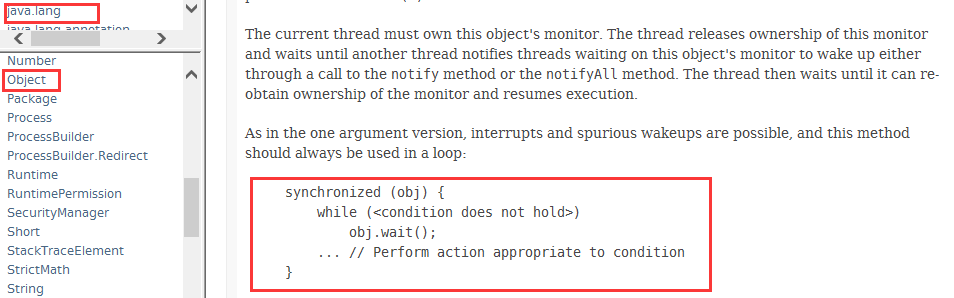 java.lang
java.lang.annotation
Number
Object
Package
Process
ProcessBuilder
ProcessBuilder.Redirect
Runtime
RuntimePermission
SecurityManager
Short
StackTraceElement
StrictMath
String
The current thread must own this object's monitor. The thread releases ownership of this monitor
and waits until another thread notifies threads waiting on this object's monitor to wake up either
through a call to the notify method or the notifyAll method. The thread then waits until it can re-
obtain ownership of the monitor and resumes execution.
As in the one argument version, interrupts and spurious wakeups are possible, and this method
should always be used in a loop:
synchronized (obj) {
while (<condition does not hold>)
obj.wait();
... // Perform action appropriate to condition
}